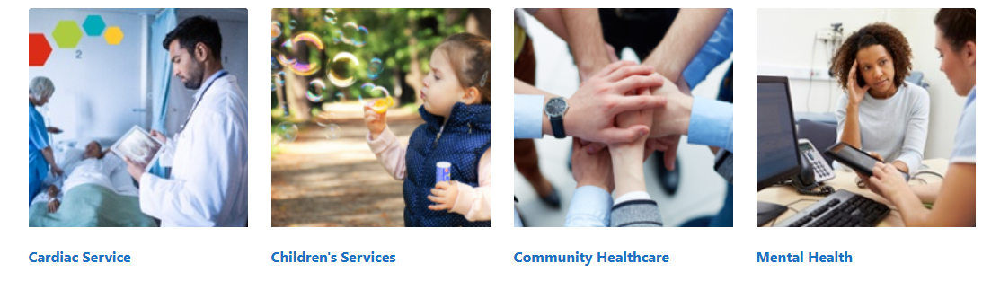 2
Cardiac Service
Children's Services
Community Healthcare
Mental Health